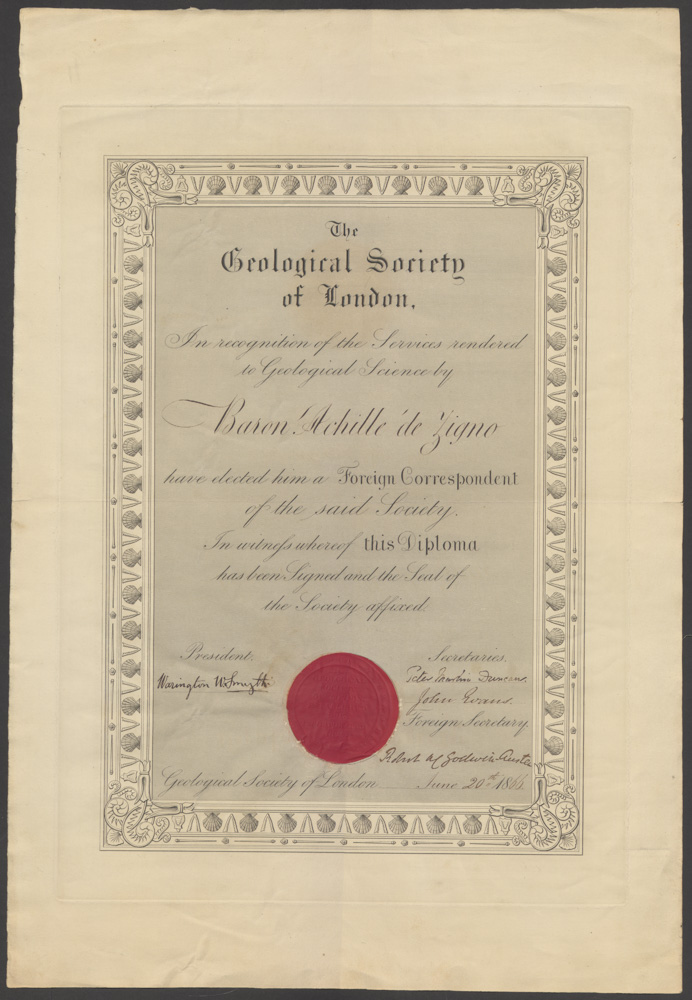 The
Geological Society
of London,
In recognition of the Services rendered
to Geological Science by
Baron Achille de Zigno
have elected him a Foreign Correspondent
of the said Society.
In witness whereof this Diploma
has been Signed and the Seal of
the Society affixed.
President. Secretaries.
Warington W. Smyth Peter Martin Duncan.
John Evans.
Foreign Secretary.
Robt A C Godwin-Austen
Geological Society of London June 20th